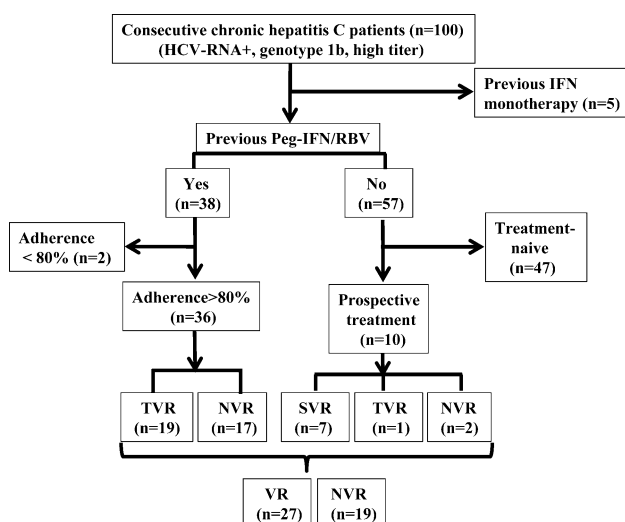 Consecutive chronic hepatitis C patients (n=100)
(HCV-RNA+, genotype 1b, high titer)
Previous IFN
monotherapy (n=5)
Previous Peg-IFN/RBV
Yes
(n=38)
No
(n=57)
Adherence
< 80% (n=2)
Treatment-
naive
(n=47)
Adherence>80%
(n=36)
Prospective
treatment
(n=10)
TVR
(n=19)
NVR
(n=17)
SVR
(n=7)
TVR
(n=1)
NVR
(n=2)
VR
(n=27)
NVR
(n=19)